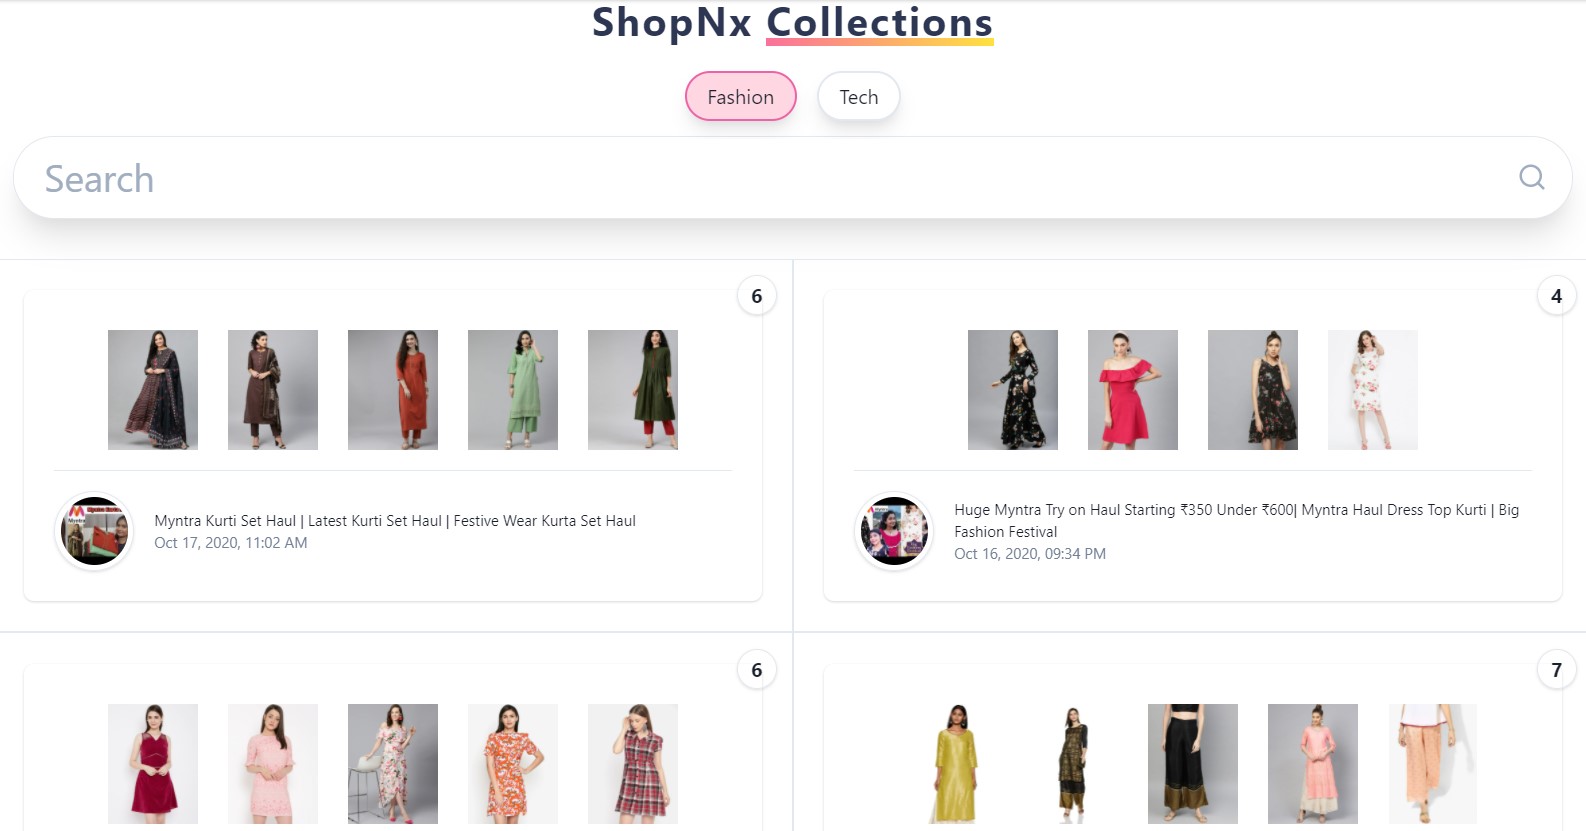 ShopNx Collections
Fashion
Tech
Search
6
4
Myntra Kurti Set Haul | Latest Kurti Set Haul | Festive Wear Kurta Set Haul
Oct 17, 2020, 11:02 AM
Huge Myntra Try on Haul Starting ₹350 Under ₹600| Myntra Haul Dress Top Kurti | Big
Fashion Festival
Oct 16, 2020, 09:34 PM
6
7